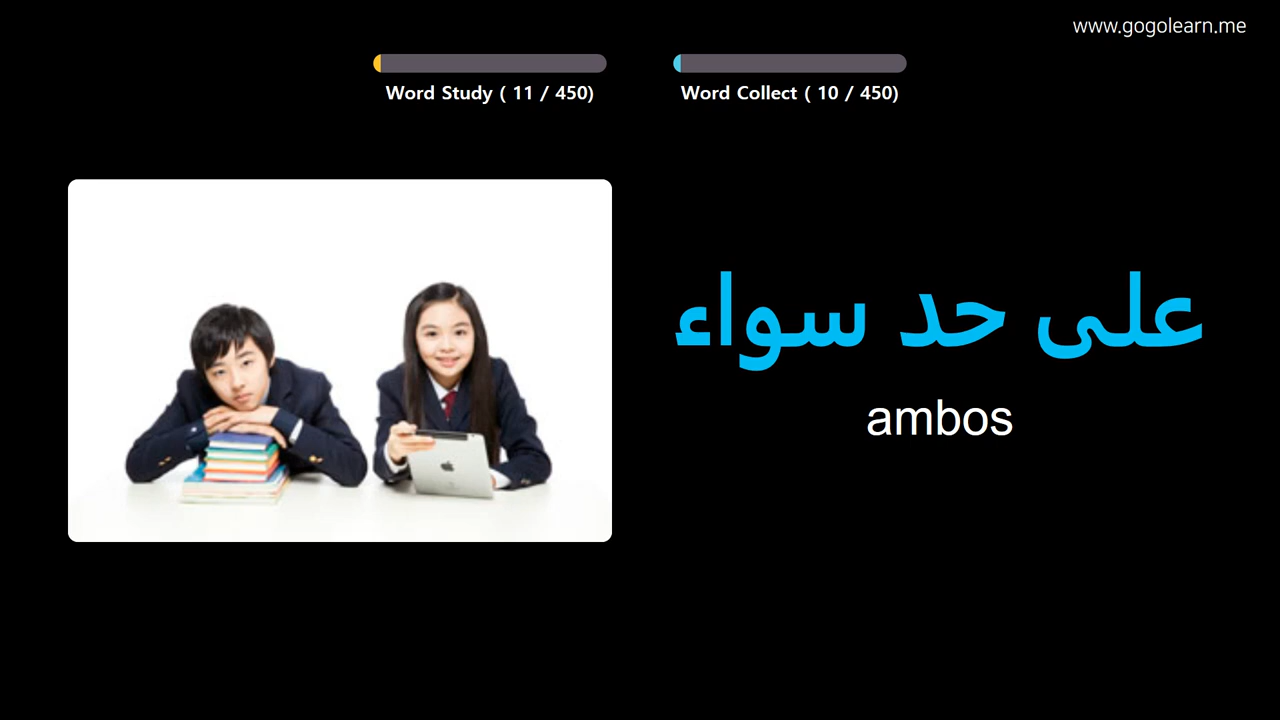 www.gogolearn.me
Word Study ( 11 / 450)
Word Collect ( 10 / 450)
على حد سواء
ambos